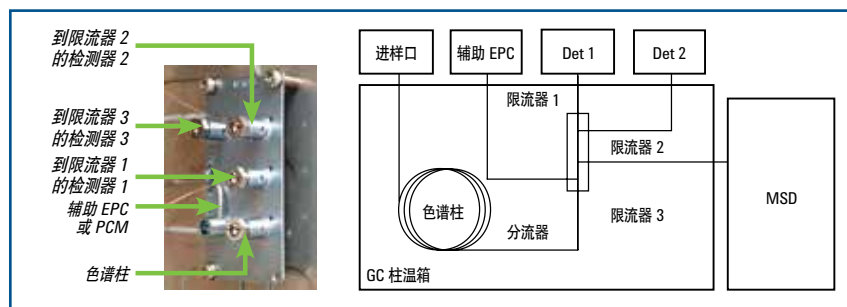 到限流器 2
的检测器 2
到限流器 3
的检测器 3
到限流器 1
的检测器 1
辅助 EPC
或 PCM
色谱柱
进样口
辅助 EPC
Det 1
Det 2
限流器 1
限流器 2
限流器 3
色谱柱
分流器
GC 柱温箱
MSD